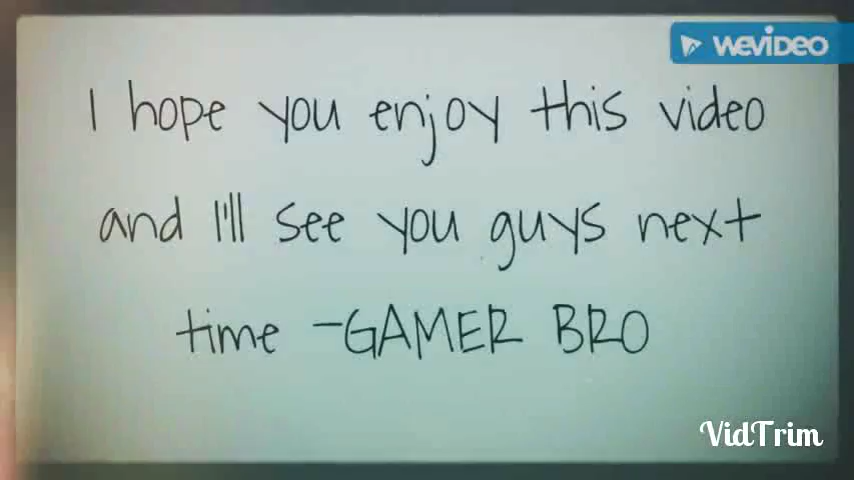 WEVIDEO
I hope you enjoy this video
and I'll see you guys next
time -GAMER BRO
VidTrim